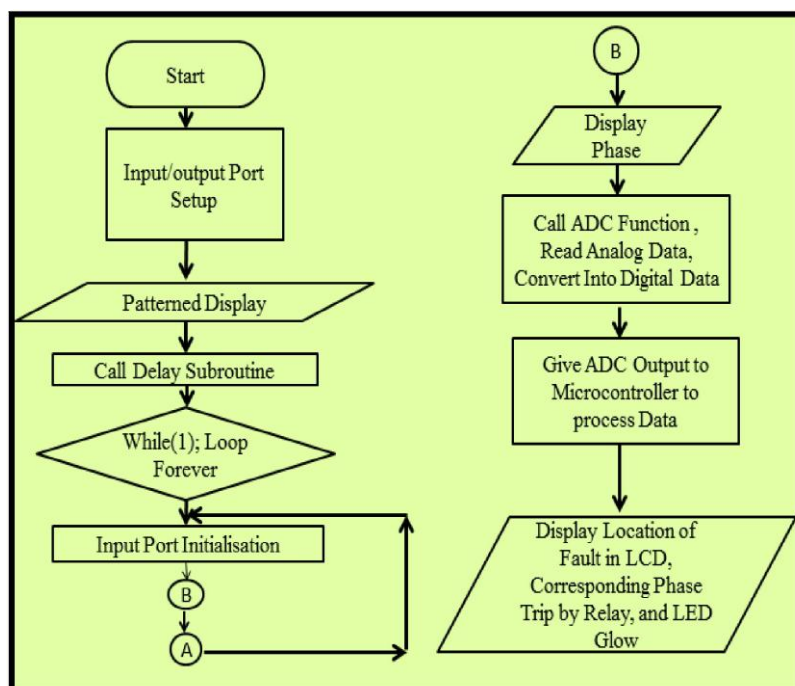 Start
Input/output Port
Setup
Patterned Display
Call Delay Subroutine
While(1); Loop
Forever
Input Port Initialisation
B
A
B
Display
Phase
Call ADC Function ,
Read Analog Data,
Convert Into Digital Data
Give ADC Output to
Microcontroller to
process Data
Display Location of
Fault in LCD,
Corresponding Phase
Trip by Relay, and LED
Glow